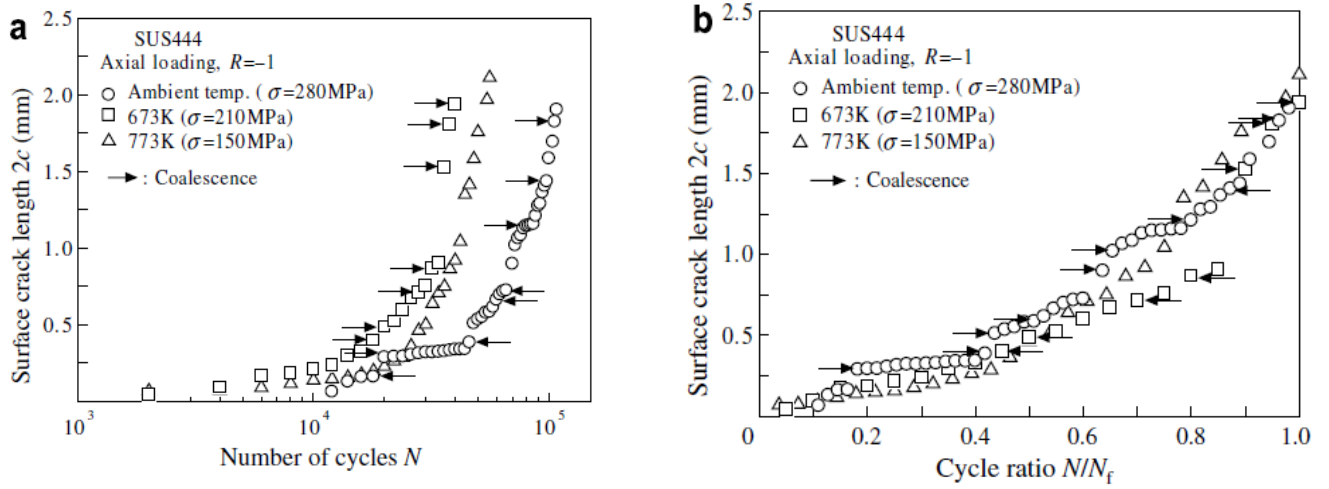 a
SUS444
Axial loading, R=−1
Ambient temp. ( σ=280MPa)
673K (σ=210MPa)
773K (σ=150MPa)
: Coalescence
Surface crack length 2c (mm)
2.5
2.0
1.5
1.0
0.5
10³
10⁴
10⁵
Number of cycles N
b
SUS444
Axial loading, R=−1
Ambient temp. ( σ=280MPa)
673K (σ=210MPa)
773K (σ=150MPa)
: Coalescence
Surface crack length 2c (mm)
2.5
2.0
1.5
1.0
0.5
0
0.2
0.4
0.6
0.8
1.0
Cycle ratio N/Nf